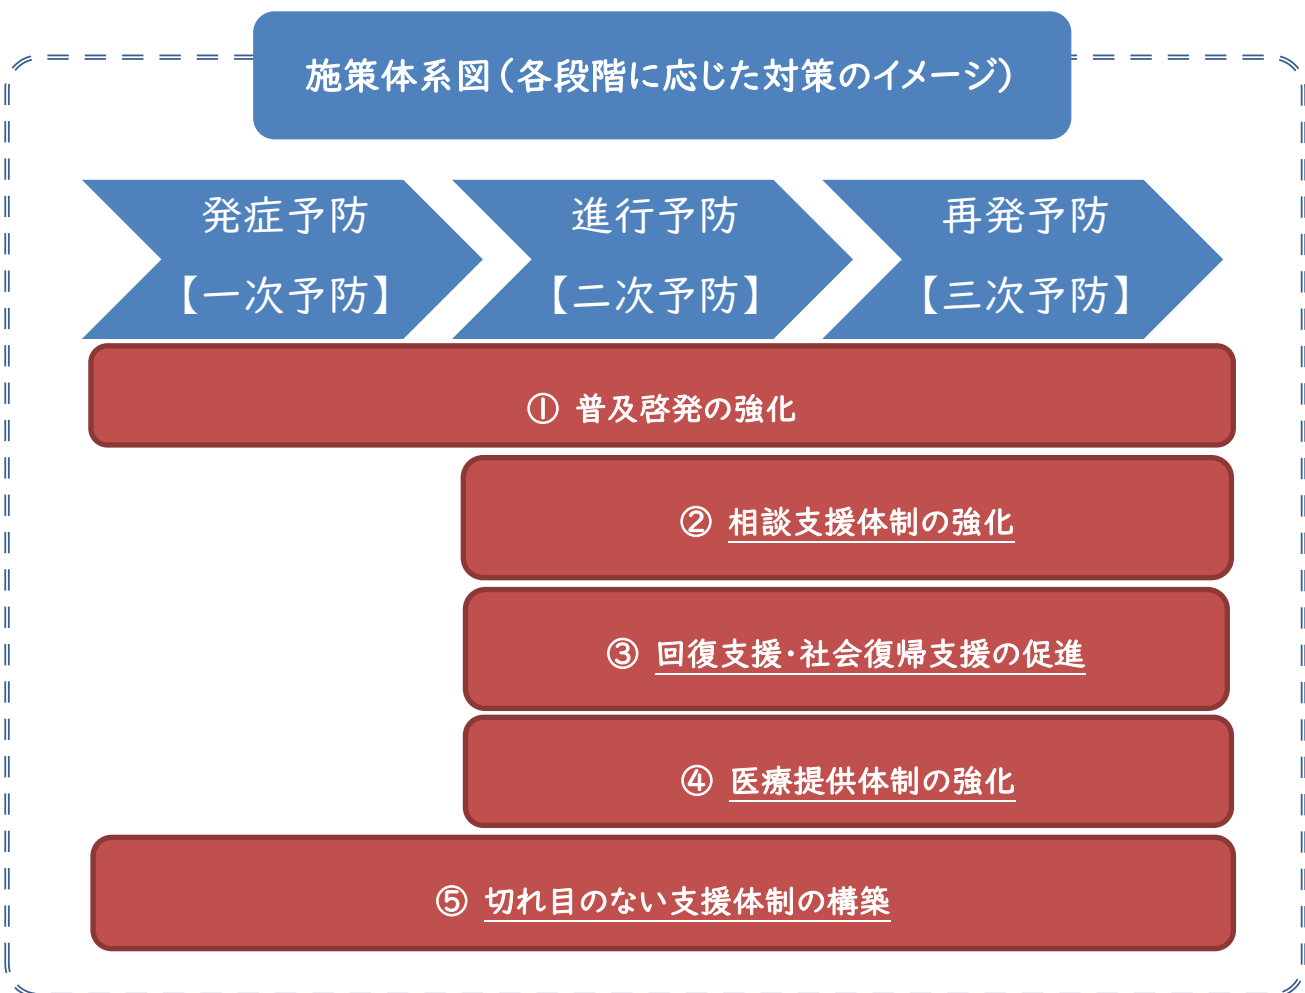 施策体系図（各段階に応じた対策のイメージ）
発症予防
【一次予防】
進行予防
【二次予防】
再発予防
【三次予防】
① 普及啓発の強化
② 相談支援体制の強化
③ 回復支援・社会復帰支援の促進
④ 医療提供体制の強化
⑤ 切れ目のない支援体制の構築